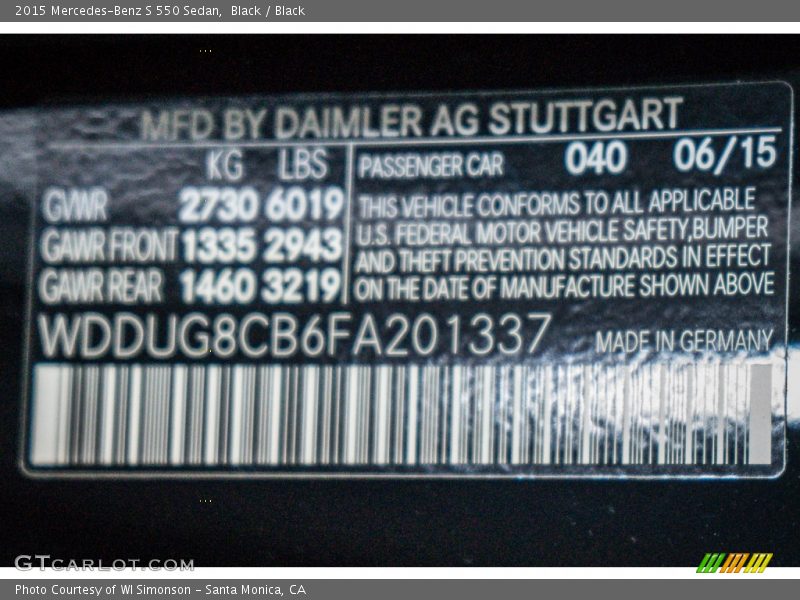 2015 Mercedes-Benz S 550 Sedan, Black / Black
MFD BY DAIMLER AG STUTTGART
KG LBS PASSENGER CAR 040 06/15
GVWR 2730 6019 THIS VEHICLE CONFORMS TO ALL APPLICABLE
GAWR FRONT 1335 2943 U.S. FEDERAL MOTOR VEHICLE SAFETY,BUMPER
AND THEFT PREVENTION STANDARDS IN EFFECT
GAWR REAR 1460 3219 ON THE DATE OF MANUFACTURE SHOWN ABOVE
WDDUG8CB6FA201337 MADE IN GERMANY
GTCARLOT.COM
Photo Courtesy of WI Simonson - Santa Monica, CA